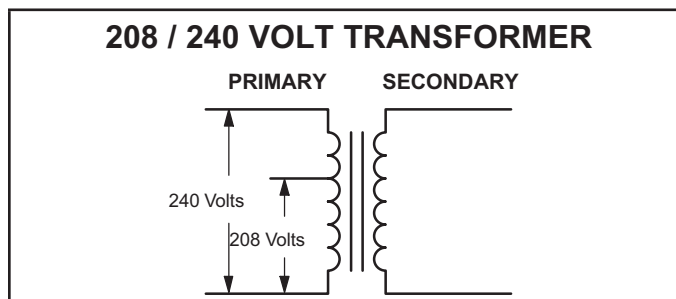 208 / 240 VOLT TRANSFORMER
PRIMARY SECONDARY
240 Volts
208 Volts